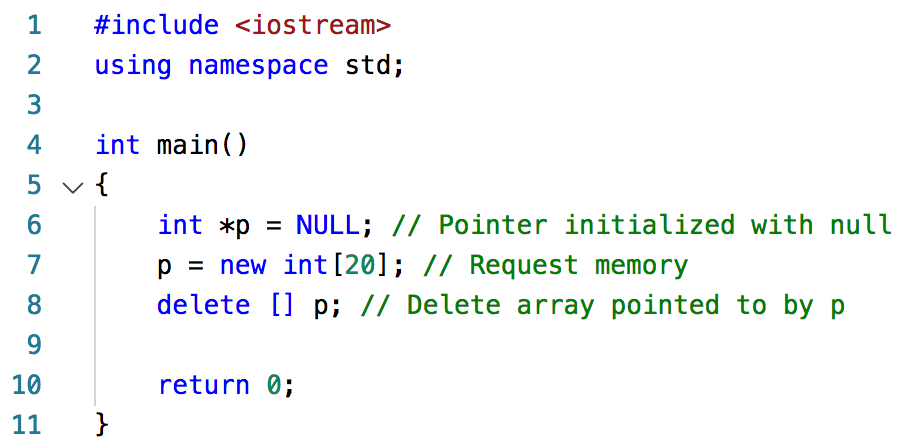 1 #include <iostream>
2 using namespace std;
3
4 int main()
5 {
6 int *p = NULL; // Pointer initialized with null
7 p = new int[20]; // Request memory
8 delete [] p; // Delete array pointed to by p
9
10 return 0;
11 }